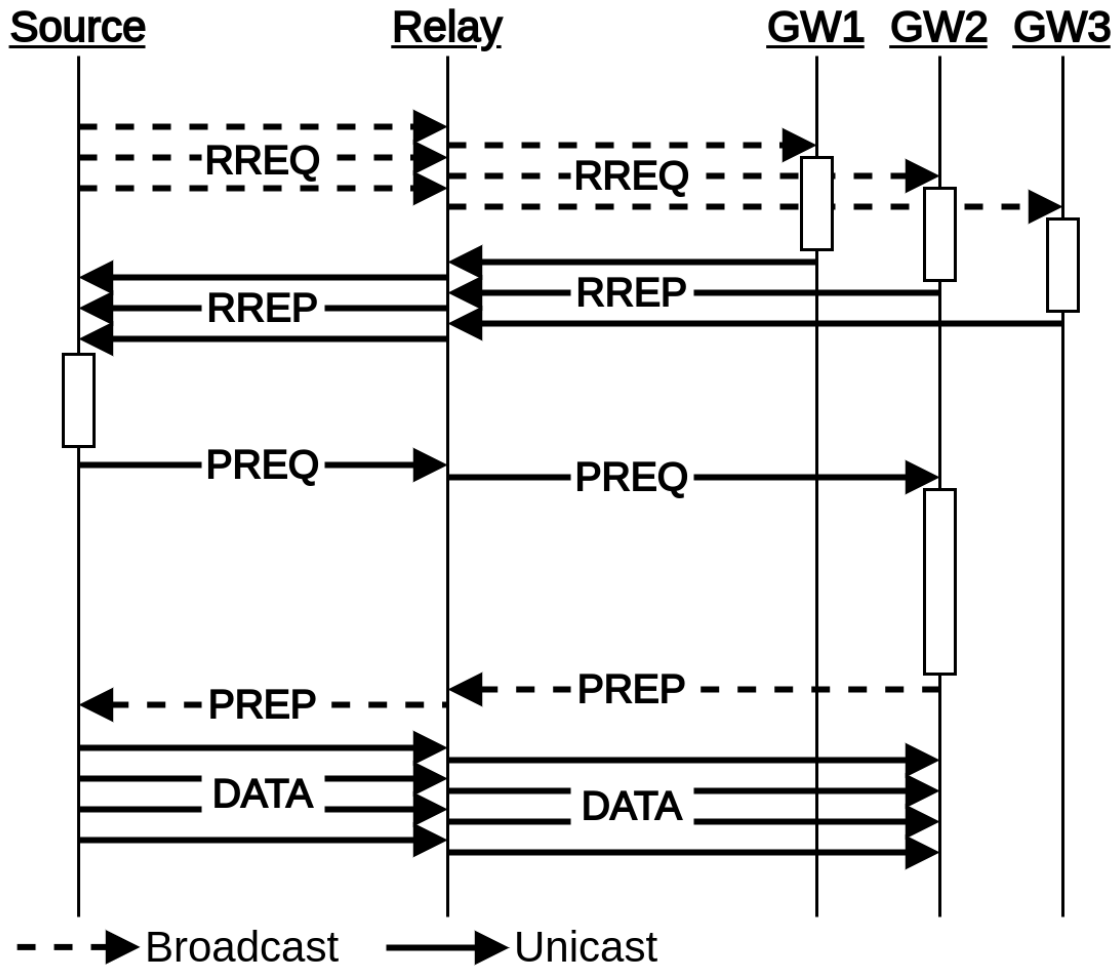 Source Relay GW1 GW2 GW3
RREQ
RREQ
RREP
RREP
PREQ
PREQ
PREP
PREP
DATA
DATA
Broadcast Unicast